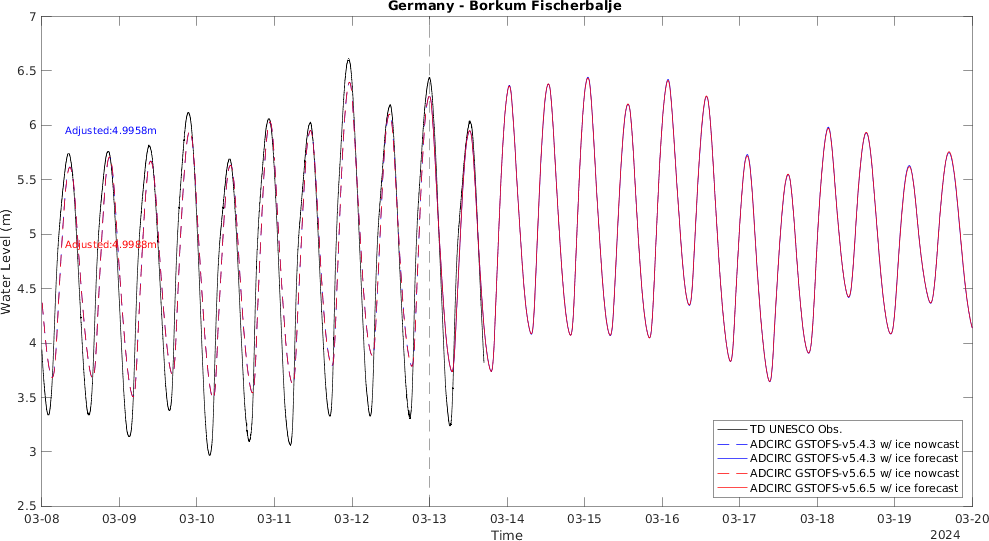 Germany - Borkum Fischerbalje
7
6.5
6
5.5
5
4.5
4
3.5
3
2.5
Water Level (m)
Adjusted:4.9958m
Adjusted:4.9988m
TD UNESCO Obs.
ADCIRC GSTOFS-v5.4.3 w/ ice nowcast
ADCIRC GSTOFS-v5.4.3 w/ ice forecast
ADCIRC GSTOFS-v5.6.5 w/ ice nowcast
ADCIRC GSTOFS-v5.6.5 w/ ice forecast
03-08 03-09 03-10 03-11 03-12 03-13 03-14 03-15 03-16 03-17 03-18 03-19 03-20
Time
2024